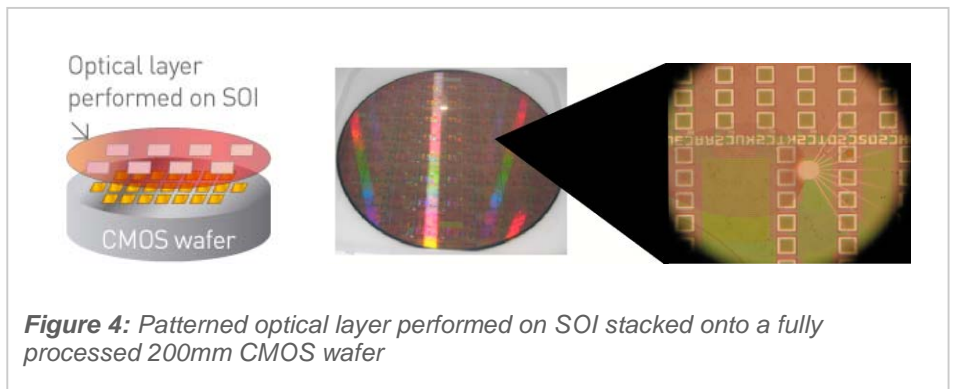 Optical layer
performed on SOI
CMOS wafer
Figure 4: Patterned optical layer performed on SOI stacked onto a fully
processed 200mm CMOS wafer